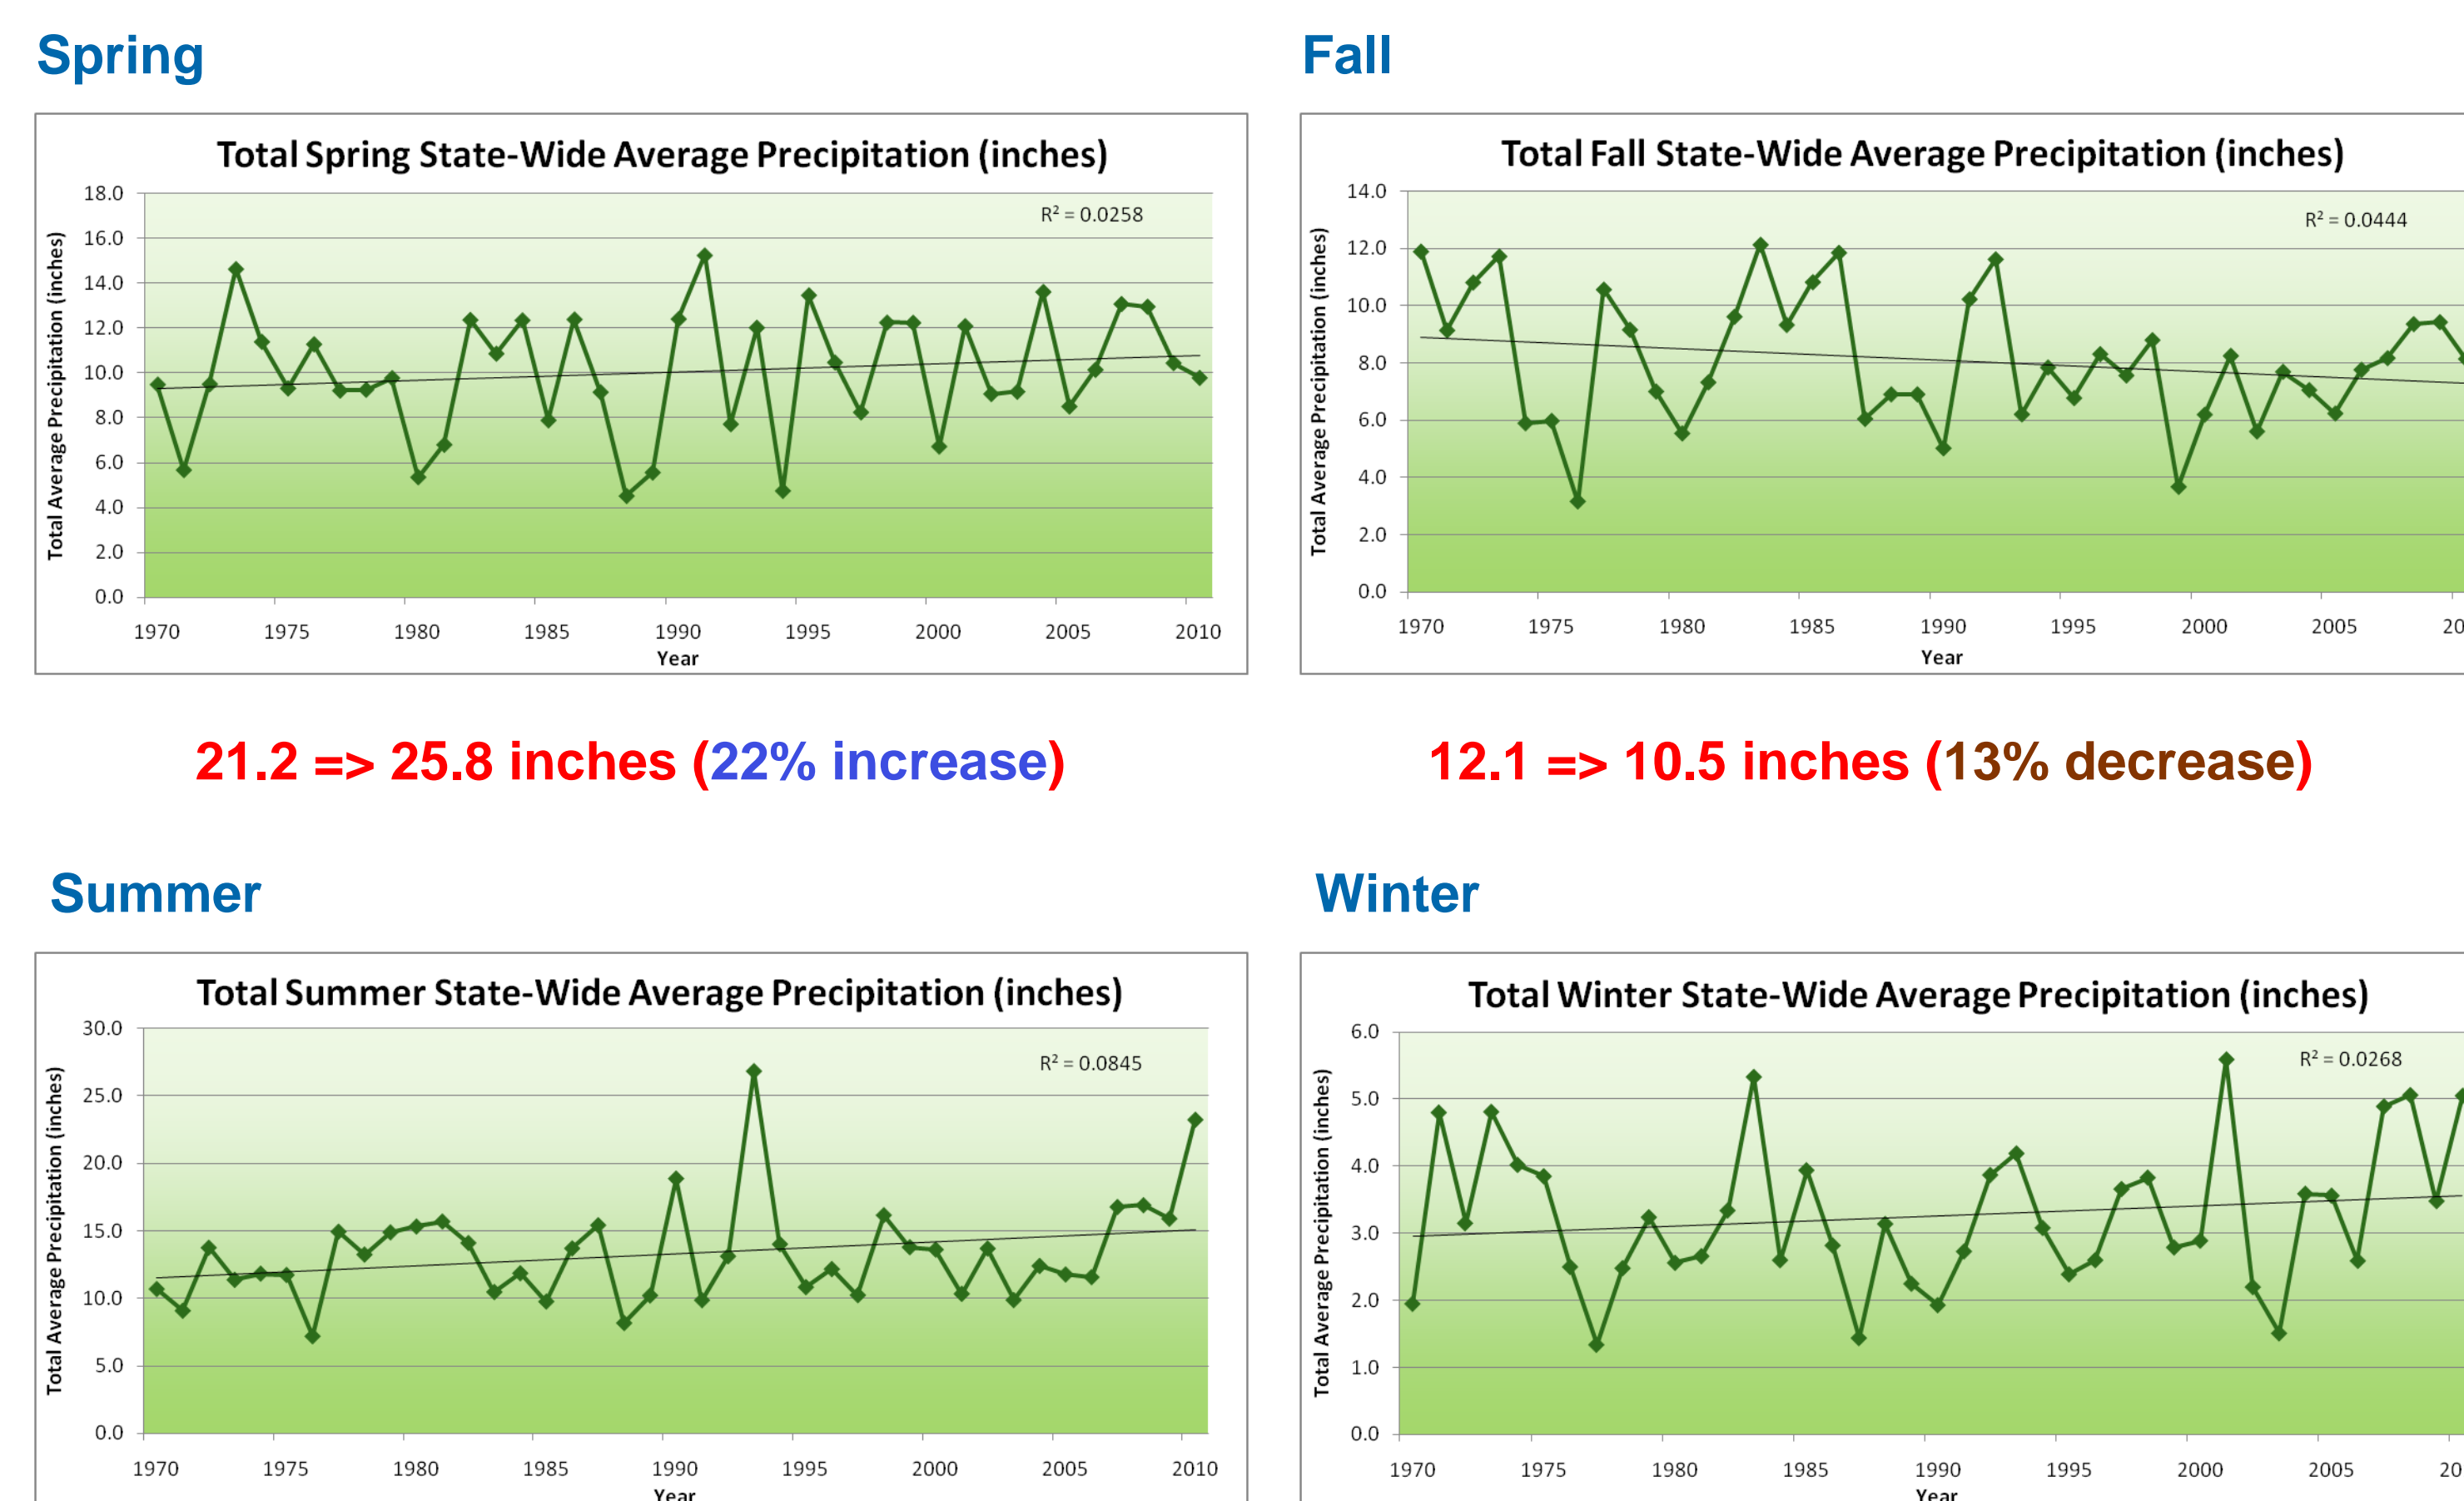 Spring
Total Spring State-Wide Average Precipitation (inches)
R² = 0.0258
Total Average Precipitation (inches)
18.0
16.0
14.0
12.0
10.0
8.0
6.0
4.0
2.0
0.0
1970 1975 1980 1985 1990 1995 2000 2005 2010
Year
Fall
Total Fall State-Wide Average Precipitation (inches)
R² = 0.0444
Total Average Precipitation (inches)
14.0
12.0
10.0
8.0
6.0
4.0
2.0
0.0
1970 1975 1980 1985 1990 1995 2000 2005 20
Year
21.2 => 25.8 inches (22% increase)
12.1 => 10.5 inches (13% decrease)
Summer
Total Summer State-Wide Average Precipitation (inches)
R² = 0.0845
Total Average Precipitation (inches)
30.0
25.0
20.0
15.0
10.0
5.0
0.0
1970 1975 1980 1985 1990 1995 2000 2005 2010
Year
Winter
Total Winter State-Wide Average Precipitation (inches)
R² = 0.0268
Total Average Precipitation (inches)
6.0
5.0
4.0
3.0
2.0
1.0
0.0
1970 1975 1980 1985 1990 1995 2000 2005 20
Year